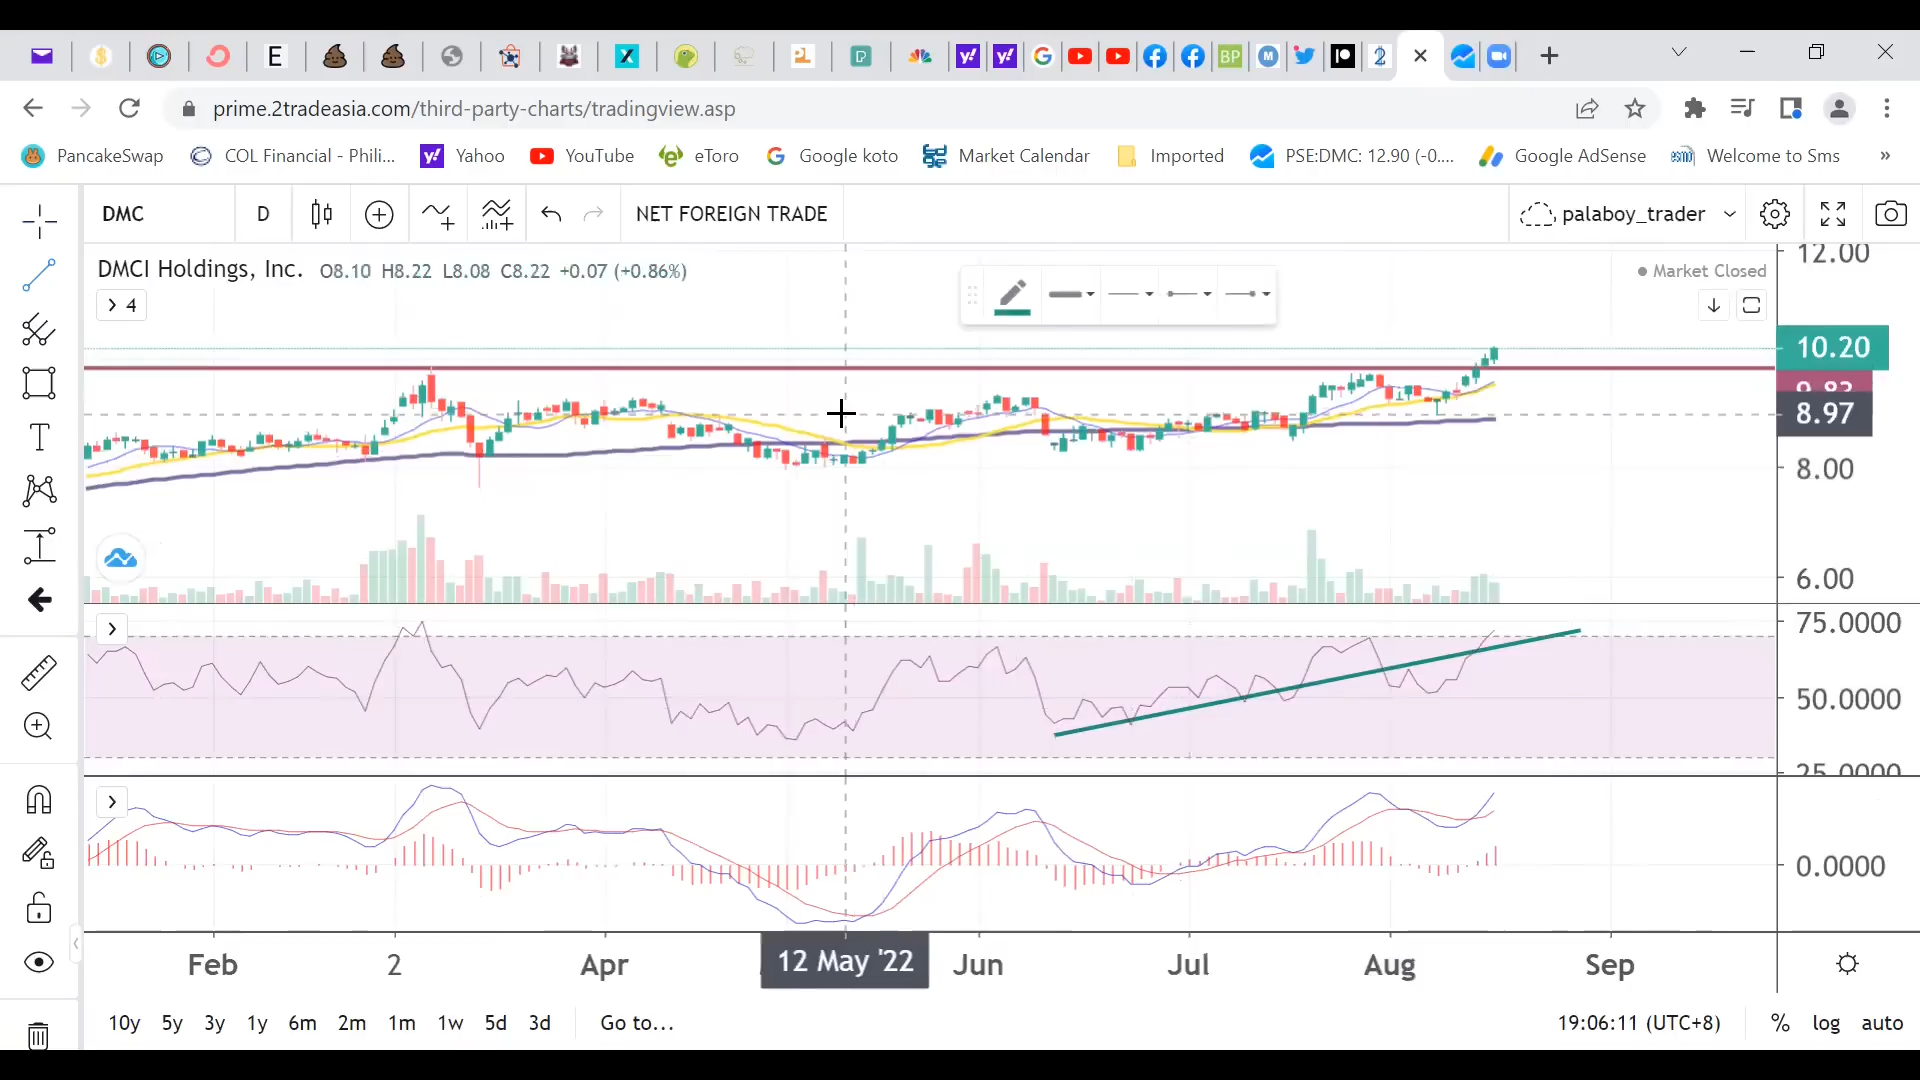 prime.2tradeasia.com/third-party-charts/tradingview.asp
PancakeSwap COL Financial - Phili... Yahoo YouTube eToro Google koto Market Calendar Imported PSE:DMC: 12.90 (-0.... Google AdSense Welcome to Sms »
DMC D NET FOREIGN TRADE palaboy_trader
DMCI Holdings, Inc. O8.10 H8.22 L8.08 C8.22 +0.07 (+0.86%)
Market Closed
4
12.00
10.20
9.83
8.97
8.00
6.00
75.0000
50.0000
25.0000
0.0000
Feb 2 Apr 12 May '22 Jun Jul Aug Sep
10y 5y 3y 1y 6m 2m 1m 1w 5d 3d Go to... 19:06:11 (UTC+8) % log auto